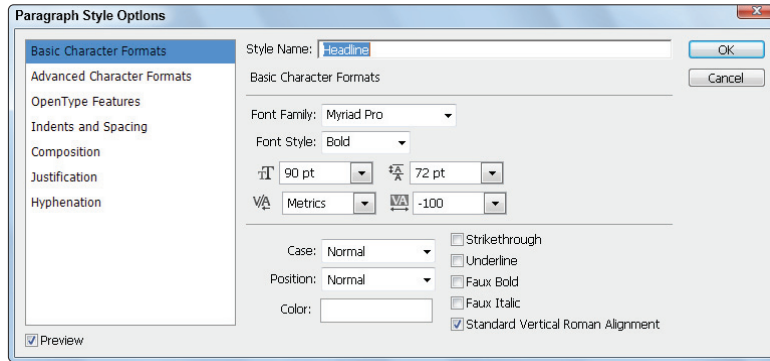 Paragraph Style Options
Basic Character Formats
Advanced Character Formats
OpenType Features
Indents and Spacing
Composition
Justification
Hyphenation
Preview
Style Name: Headline
Basic Character Formats
Font Family: Myriad Pro
Font Style: Bold
90 pt 72 pt
Metrics -100
Case: Normal
Position: Normal
Color:
Strikethrough
Underline
Faux Bold
Faux Italic
Standard Vertical Roman Alignment
OK
Cancel